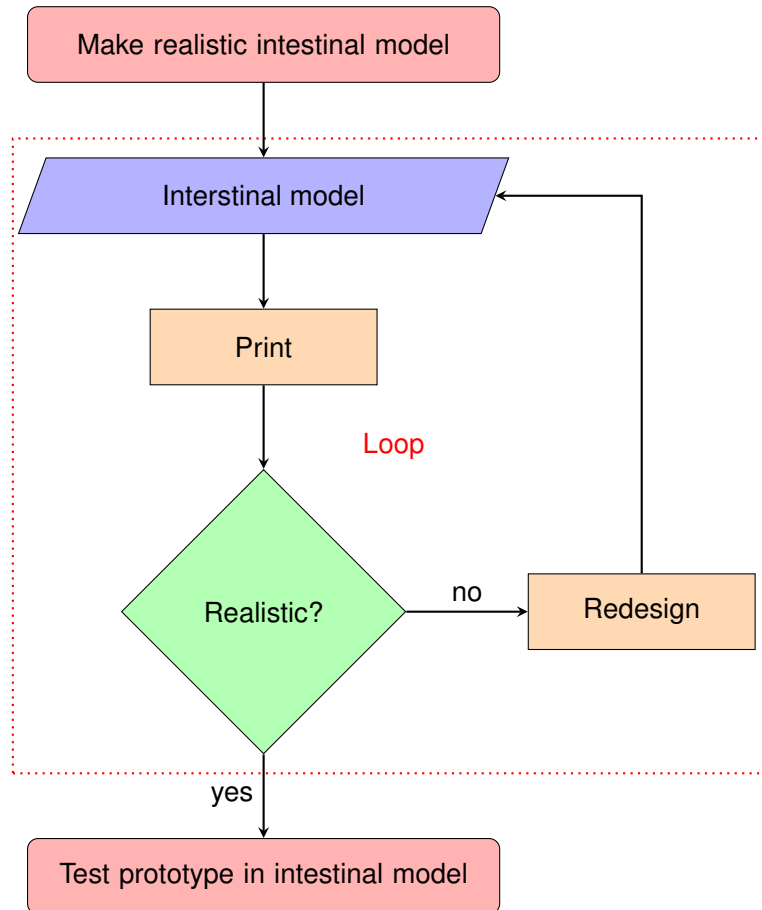 Make realistic intestinal model
Interstinal model
Print
Loop
Realistic?
no
Redesign
yes
Test prototype in intestinal model